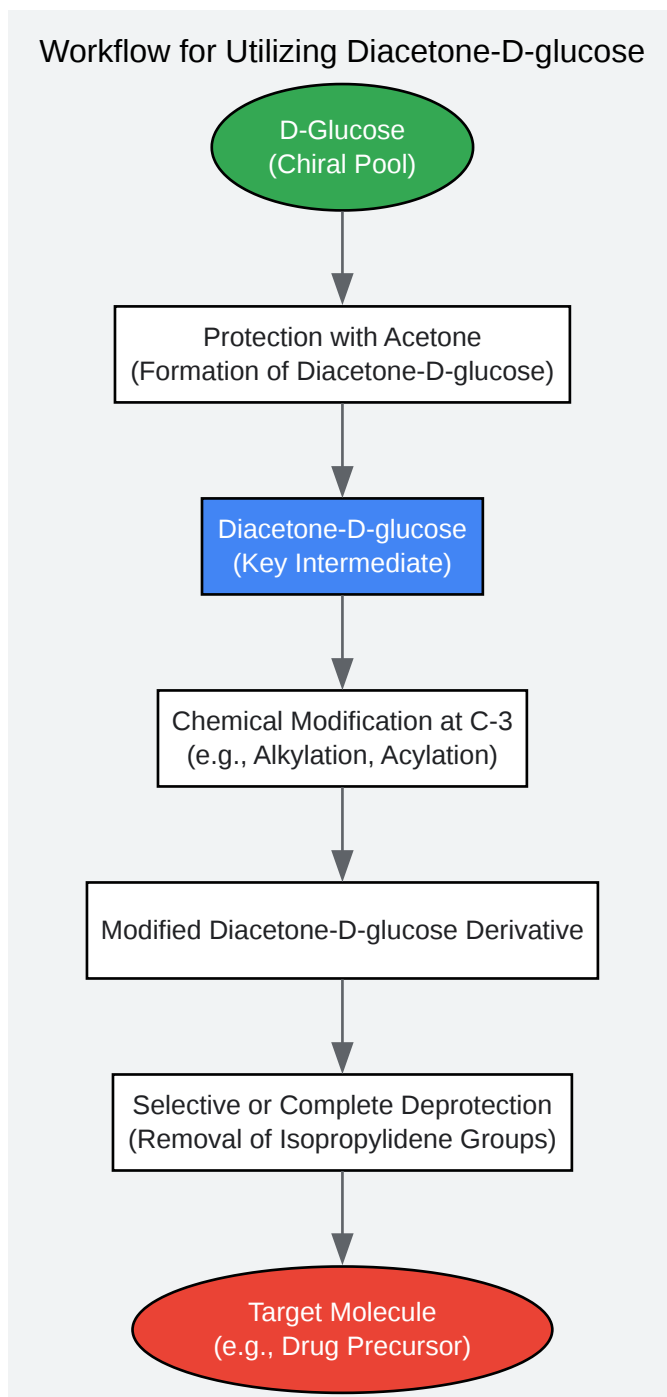 Workflow for Utilizing Diacetone-D-glucose
D-Glucose
(Chiral Pool)
Protection with Acetone
(Formation of Diacetone-D-glucose)
Diacetone-D-glucose
(Key Intermediate)
Chemical Modification at C-3
(e.g., Alkylation, Acylation)
Modified Diacetone-D-glucose Derivative
Selective or Complete Deprotection
(Removal of Isopropylidene Groups)
Target Molecule
(e.g., Drug Precursor)